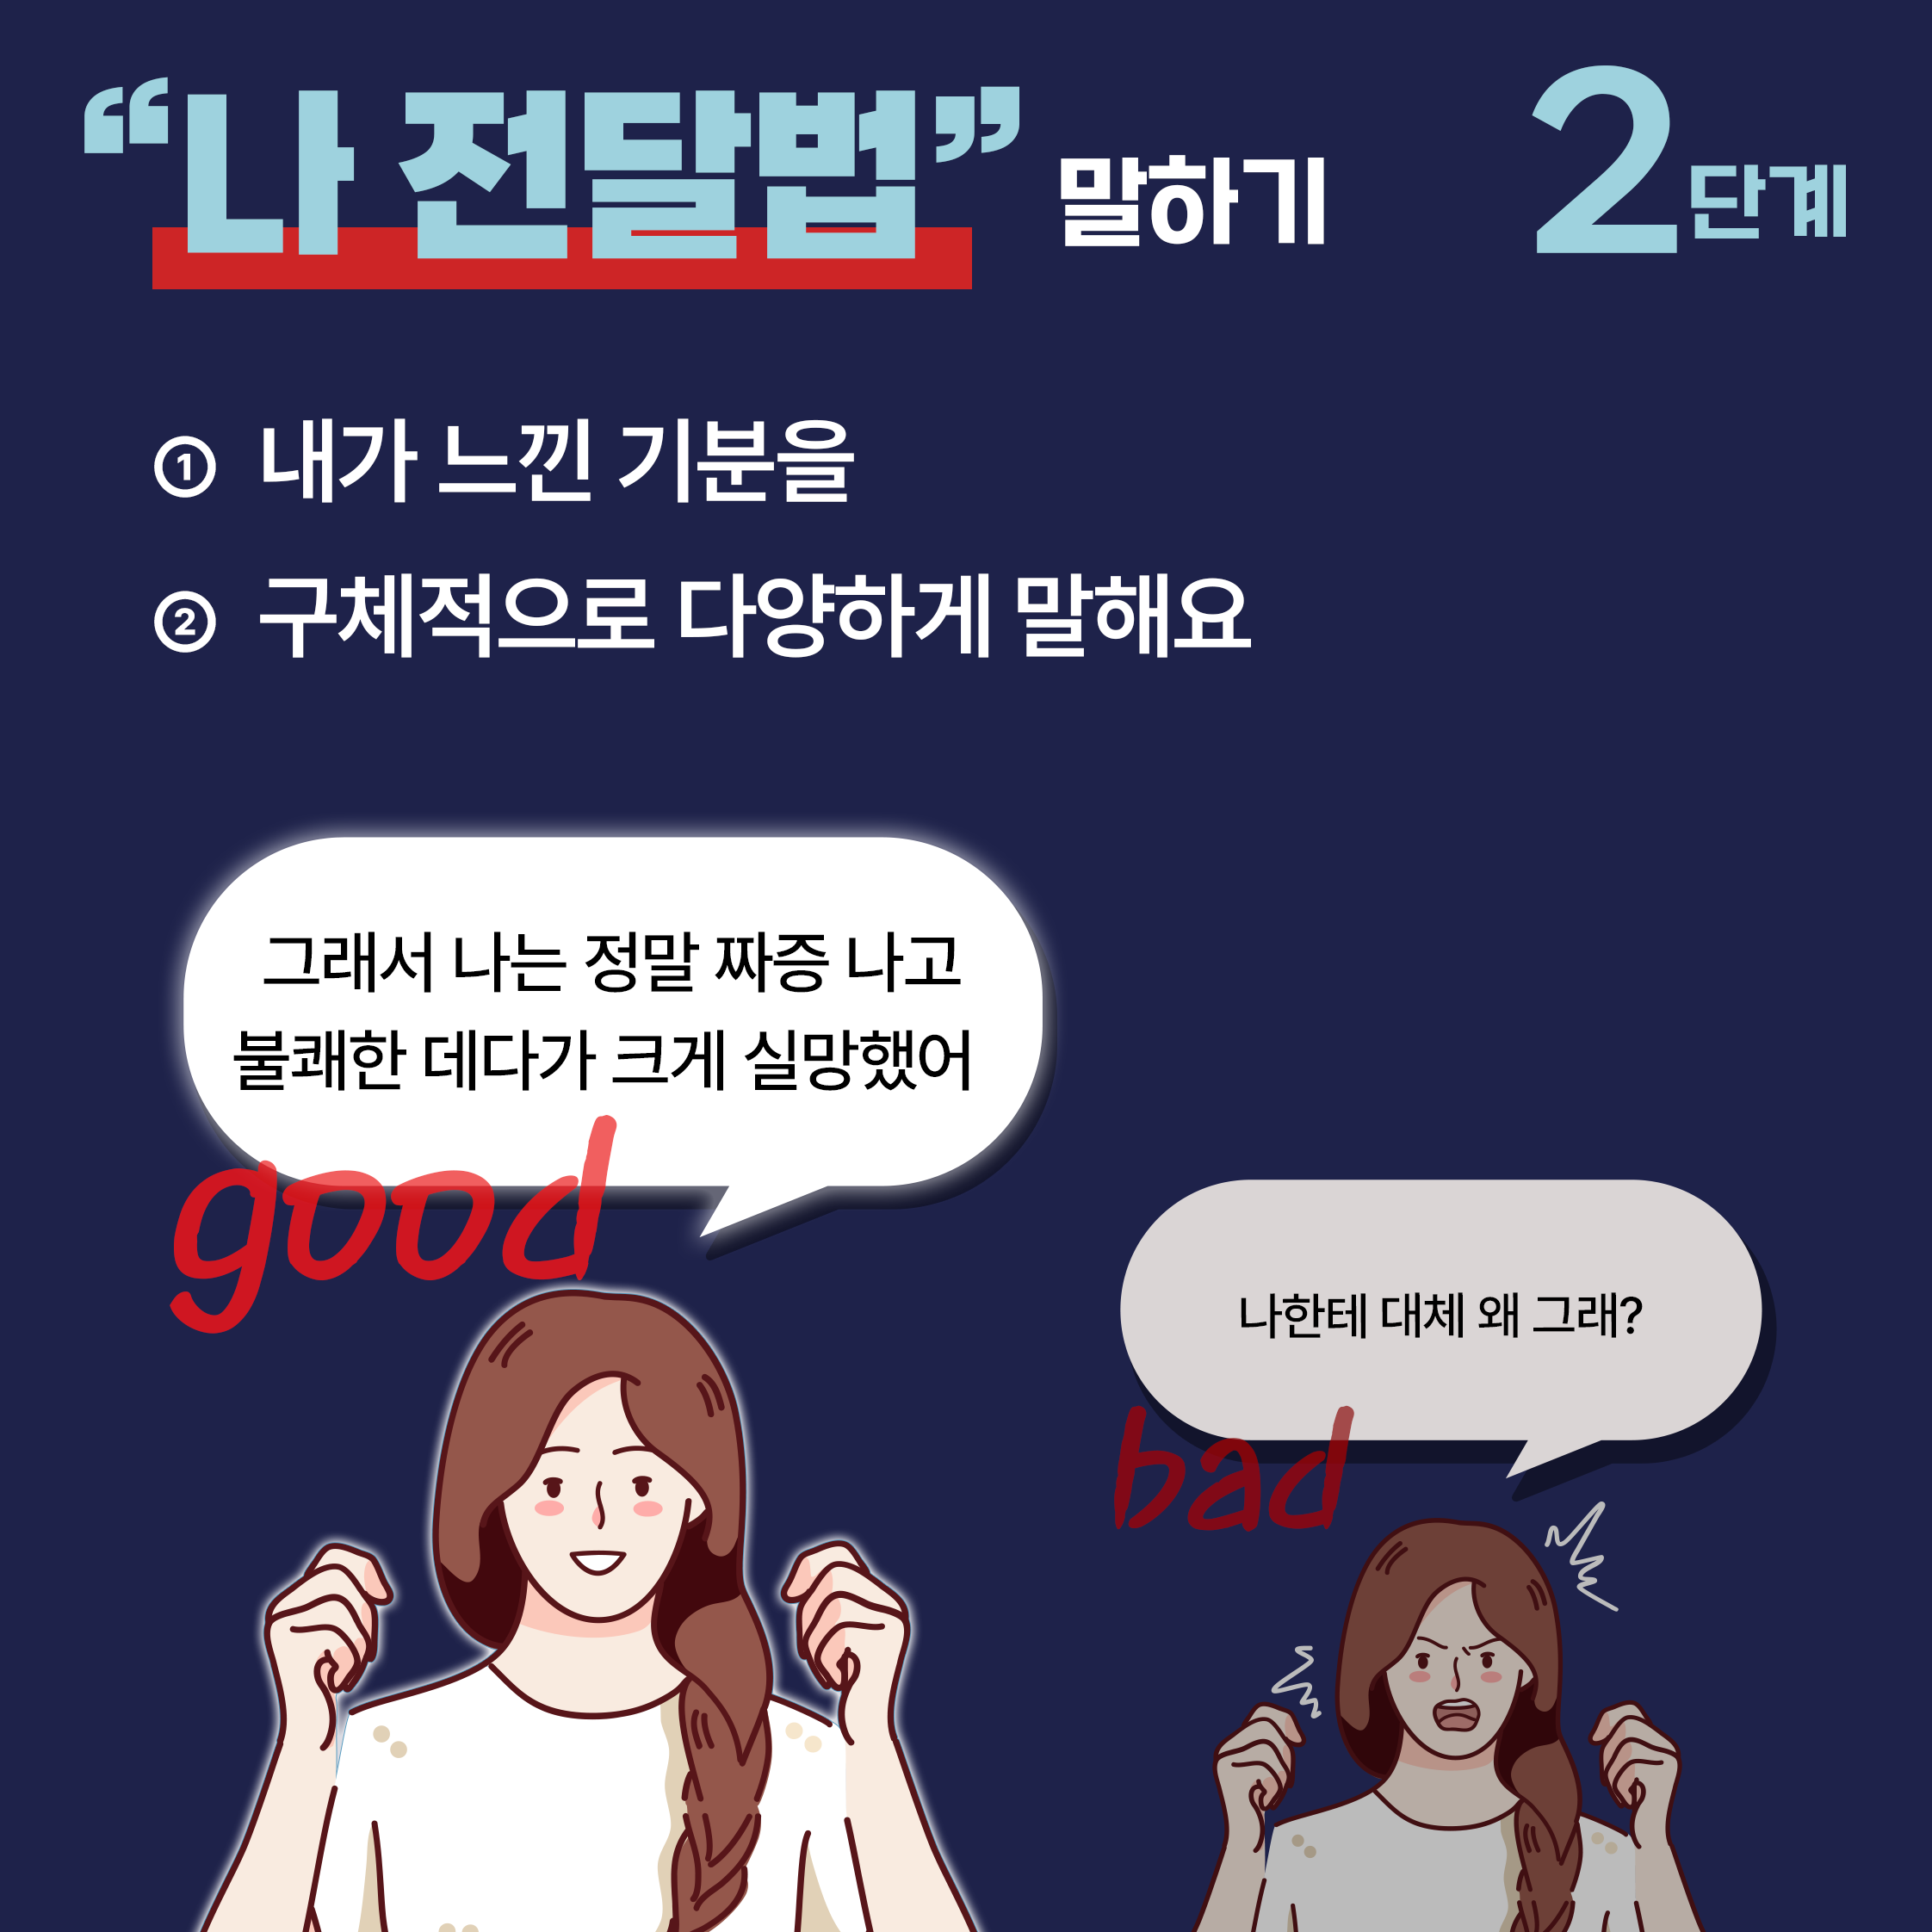 “나 전달법” 말하기 2단계
① 내가 느낀 기분을
② 구체적으로 다양하게 말해요
그래서 나는 정말 짜증 나고
불쾌한 데다가 크게 실망했어
good
나한테 대체 왜 그래?
bad